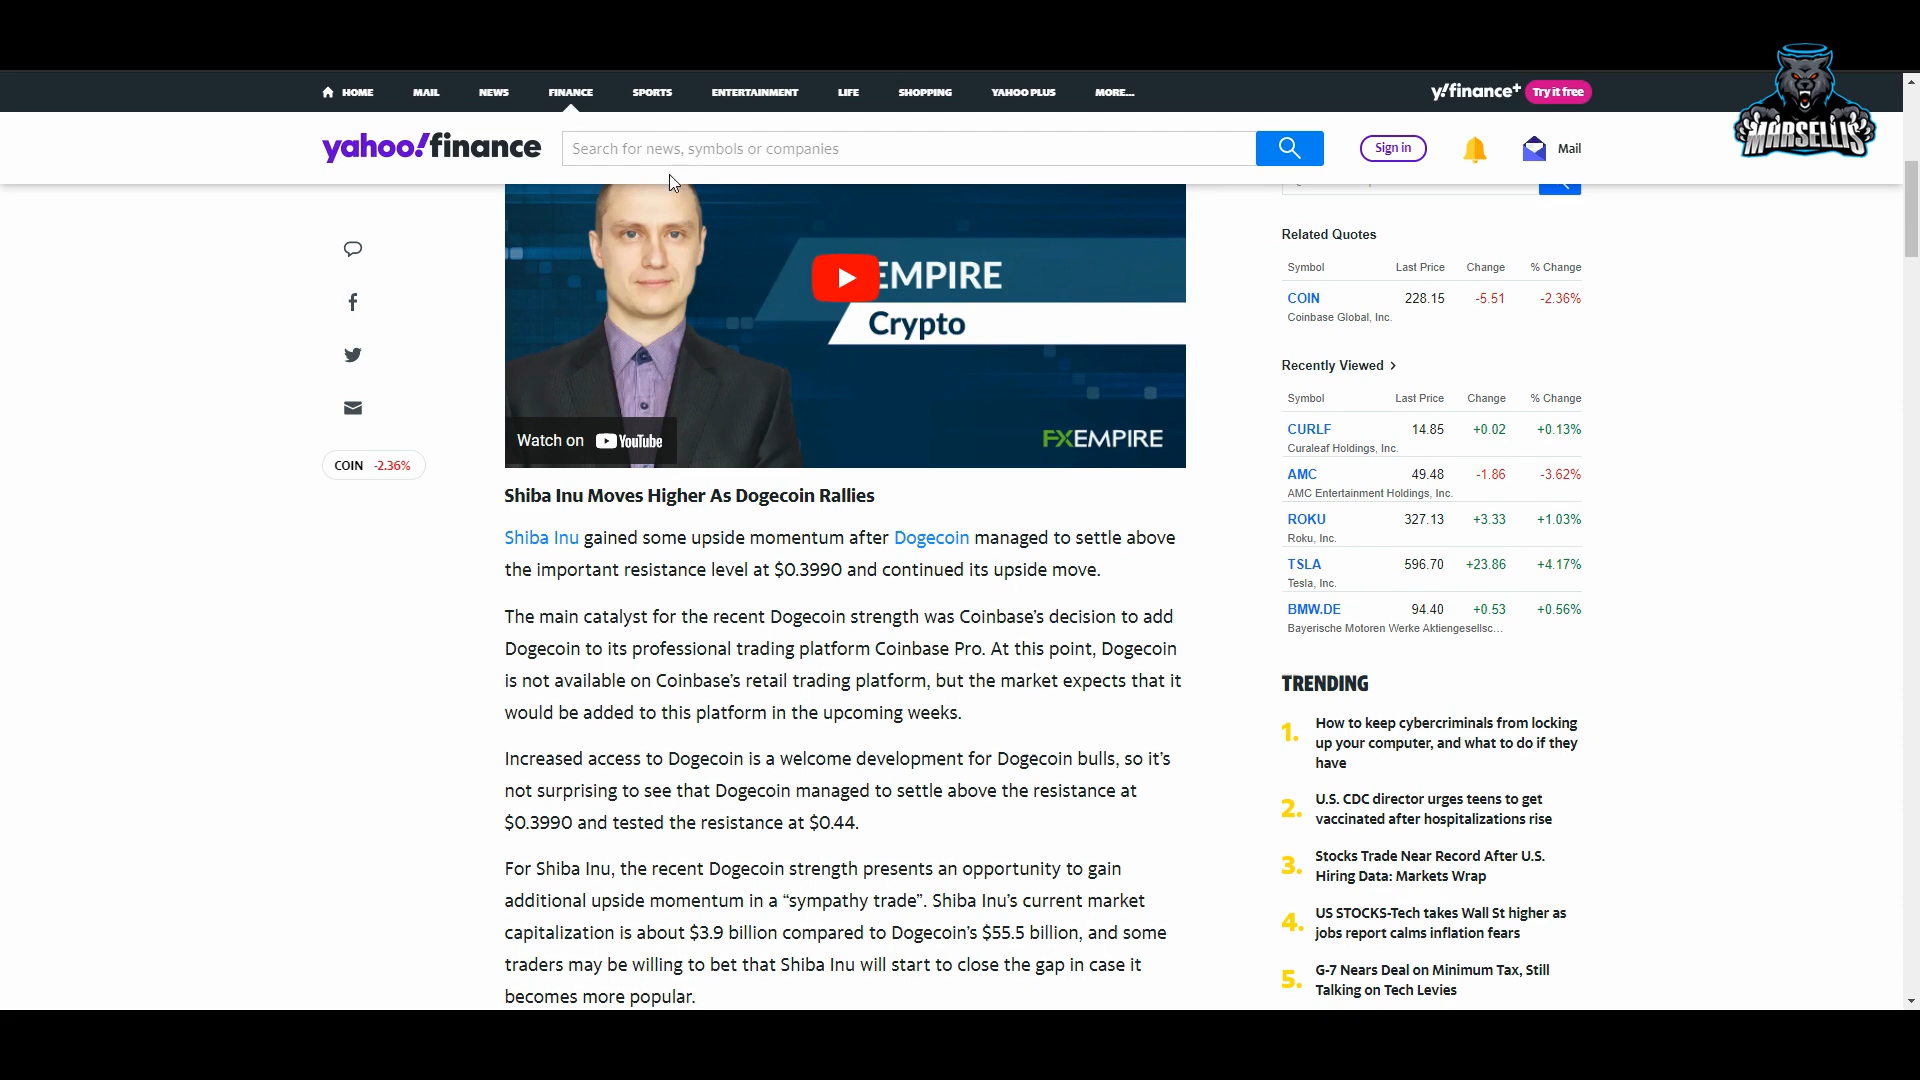 HOME MAIL NEWS FINANCE SPORTS ENTERTAINMENT LIFE SHOPPING YAHOO PLUS MORE... y!finance+ Try it free
MARSELLIS
yahoo!finance Search for news, symbols or companies Sign in Mail
EMPIRE
Crypto
Watch on YouTube
FXEMPIRE
COIN -2.36%
Shiba Inu Moves Higher As Dogecoin Rallies
Shiba Inu gained some upside momentum after Dogecoin managed to settle above
the important resistance level at $0.3990 and continued its upside move.
The main catalyst for the recent Dogecoin strength was Coinbase's decision to add
Dogecoin to its professional trading platform Coinbase Pro. At this point, Dogecoin
is not available on Coinbase's retail trading platform, but the market expects that it
would be added to this platform in the upcoming weeks.
Increased access to Dogecoin is a welcome development for Dogecoin bulls, so it's
not surprising to see that Dogecoin managed to settle above the resistance at
$0.3990 and tested the resistance at $0.44.
For Shiba Inu, the recent Dogecoin strength presents an opportunity to gain
additional upside momentum in a “sympathy trade”. Shiba Inu's current market
capitalization is about $3.9 billion compared to Dogecoin's $55.5 billion, and some
traders may be willing to bet that Shiba Inu will start to close the gap in case it
becomes more popular.
Related Quotes
Symbol Last Price Change % Change
COIN 228.15 -5.51 -2.36%
Coinbase Global, Inc.
Recently Viewed >
Symbol Last Price Change % Change
CURLF 14.85 +0.02 +0.13%
Curaleaf Holdings, Inc.
AMC 49.48 -1.86 -3.62%
AMC Entertainment Holdings, Inc.
ROKU 327.13 +3.33 +1.03%
Roku, Inc.
TSLA 596.70 +23.86 +4.17%
Tesla, Inc.
BMW.DE 94.40 +0.53 +0.56%
Bayerische Motoren Werke Aktiengesellsc...
TRENDING
1. How to keep cybercriminals from locking
up your computer, and what to do if they
have
2. U.S. CDC director urges teens to get
vaccinated after hospitalizations rise
3. Stocks Trade Near Record After U.S.
Hiring Data: Markets Wrap
4. US STOCKS-Tech takes Wall St higher as
jobs report calms inflation fears
5. G-7 Nears Deal on Minimum Tax, Still
Talking on Tech Levies